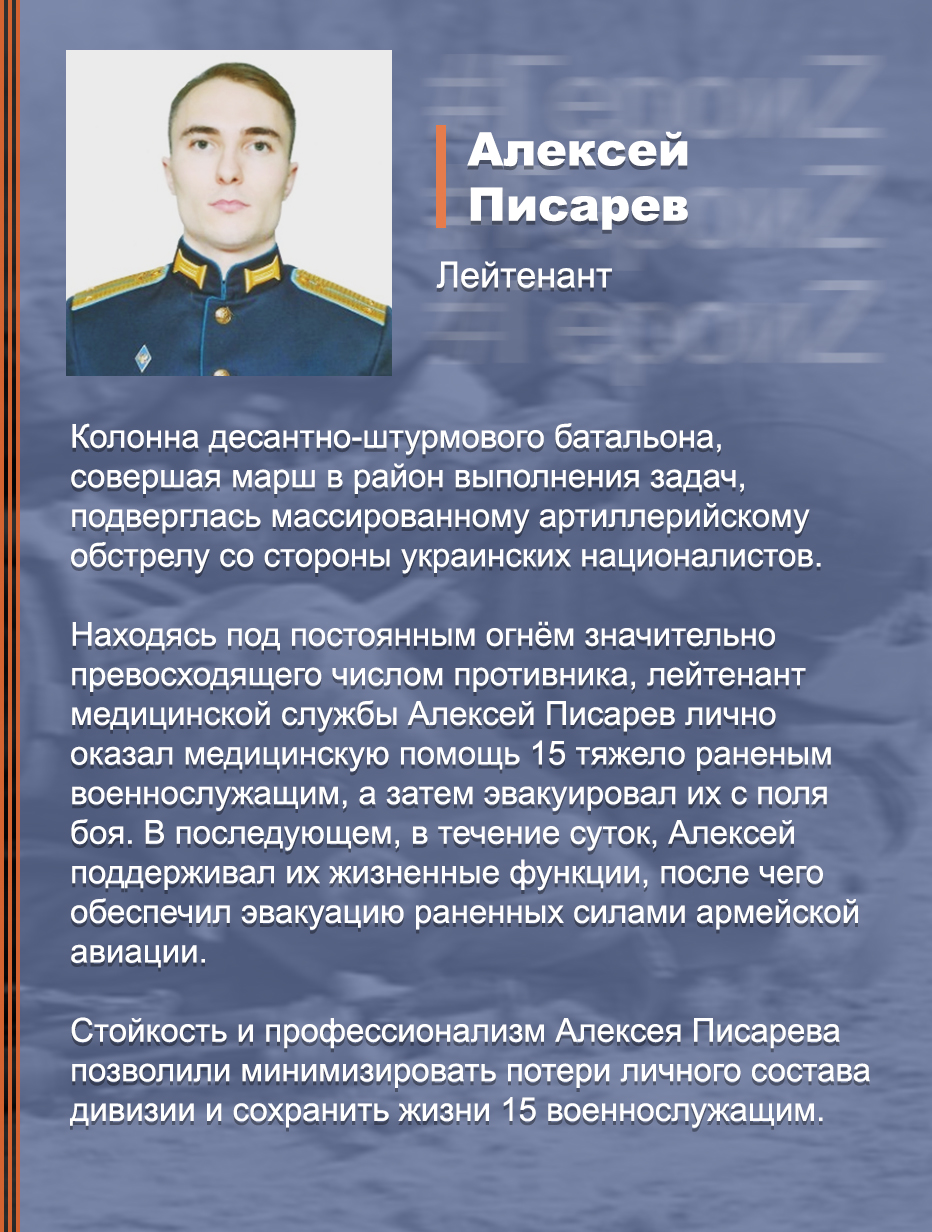 #ГероиZ
Алексей
#ГероиZ
Писарев
Лейтенант
#ГероиZ
Колонна десантно-штурмового батальона,
совершая марш в район выполнения задач,
подверглась массированному артиллерийскому
обстрелу со стороны украинских националистов.
Находясь под постоянным огнём значительно
превосходящего числом противника, лейтенант
медицинской службы Алексей Писарев лично
оказал медицинскую помощь 15 тяжело раненым
военнослужащим, а затем эвакуировал их с поля
боя. В последующем, в течение суток, Алексей
поддерживал их жизненные функции, после чего
обеспечил эвакуацию раненных силами армейской
авиации.
Стойкость и профессионализм Алексея Писарева
позволили минимизировать потери личного состава
дивизии и сохранить жизни 15 военнослужащим.